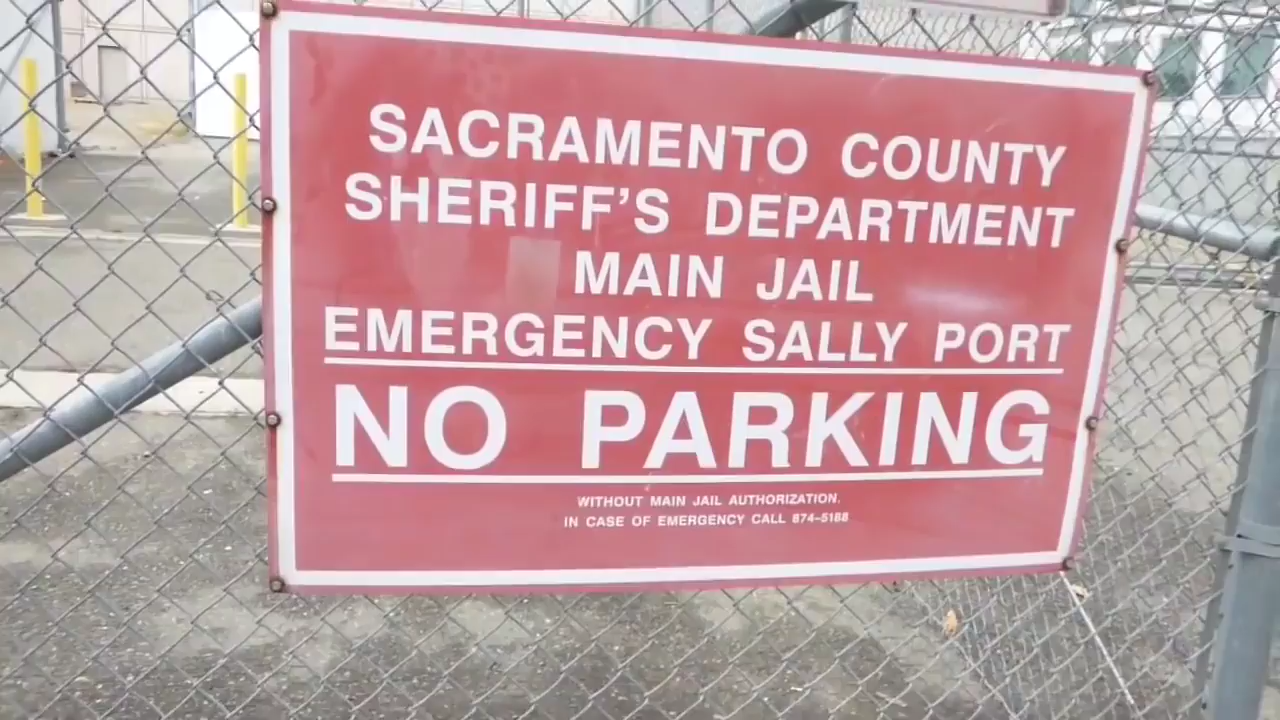 SACRAMENTO COUNTY
SHERIFF'S DEPARTMENT
MAIN JAIL
EMERGENCY SALLY PORT
NO PARKING
WITHOUT MAIN JAIL AUTHORIZATION.
IN CASE OF EMERGENCY CALL 874-5188